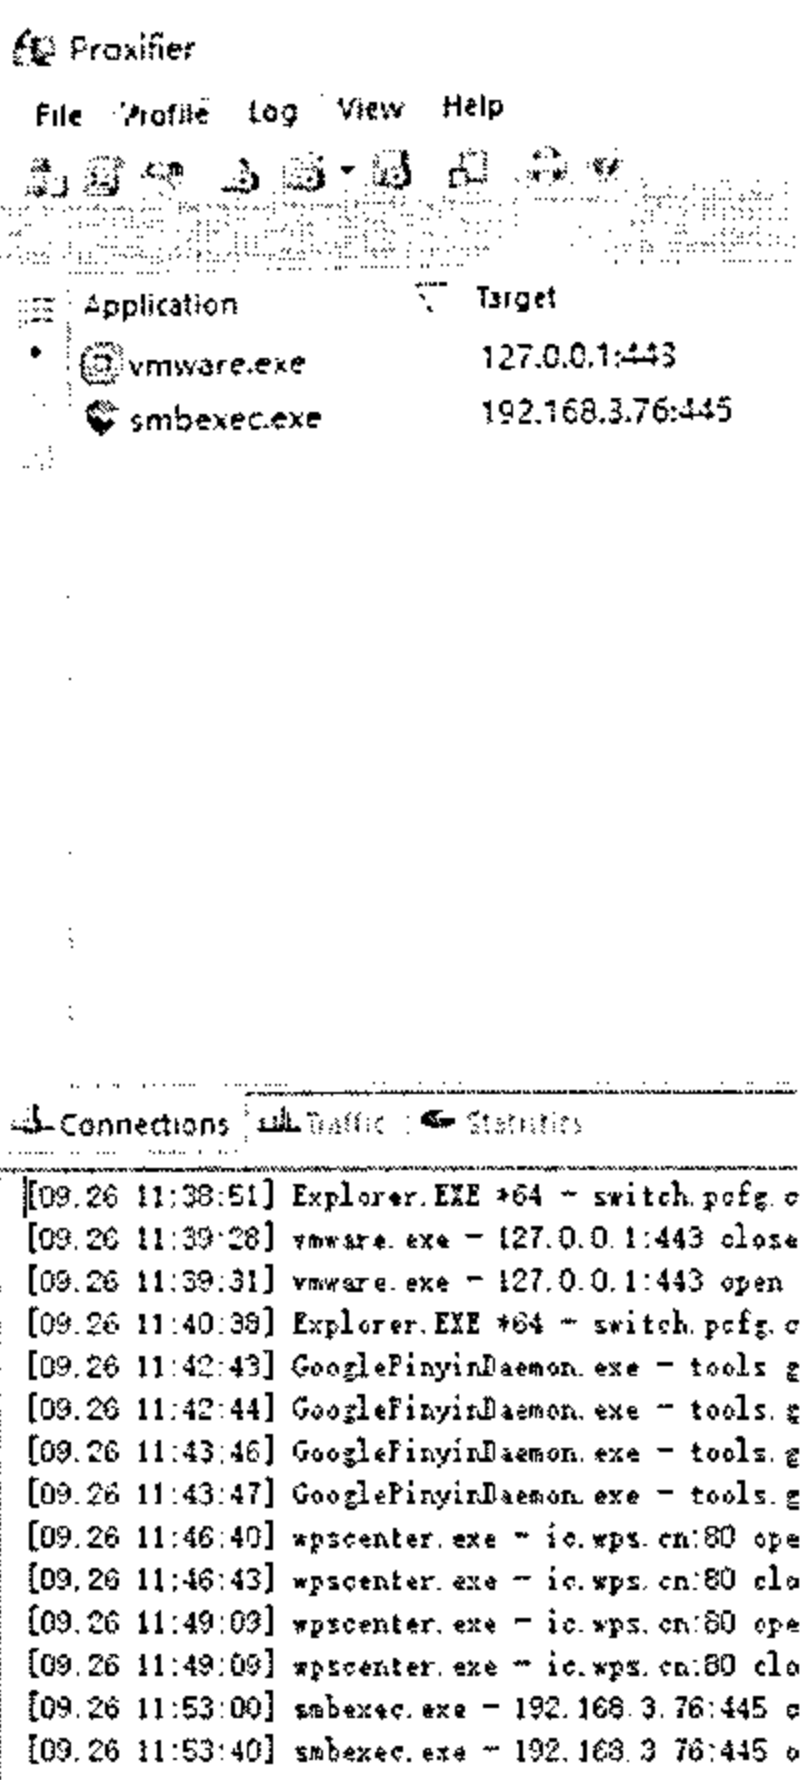 Proxifier
File Profile Log View Help
Application Target
vmware.exe 127.0.0.1:443
smbexec.exe 192.168.3.76:445
Connections Traffic Statistics
[09.26 11:38:51] Explorer.EXE *64 - switch.pcfg.c
[09.26 11:39:28] vmware.exe - 127.0.0.1:443 close
[09.26 11:39:31] vmware.exe - 127.0.0.1:443 open
[09.26 11:40:38] Explorer.EXE *64 - switch.pcfg.c
[09.26 11:42:43] GooglePinyinDaemon.exe - tools.g
[09.26 11:42:44] GooglePinyinDaemon.exe - tools.g
[09.26 11:43:46] GooglePinyinDaemon.exe - tools.g
[09.26 11:43:47] GooglePinyinDaemon.exe - tools.g
[09.26 11:46:40] wpscenter.exe - ic.wps.cn:80 ope
[09.26 11:46:43] wpscenter.exe - ic.wps.cn:80 clo
[09.26 11:49:09] wpscenter.exe - ic.wps.cn:80 ope
[09.26 11:49:09] wpscenter.exe - ic.wps.cn:80 clo
[09.26 11:53:00] smbexec.exe - 192.168.3.76:445 c
[09.26 11:53:40] smbexec.exe - 192.168.3.76:445 o